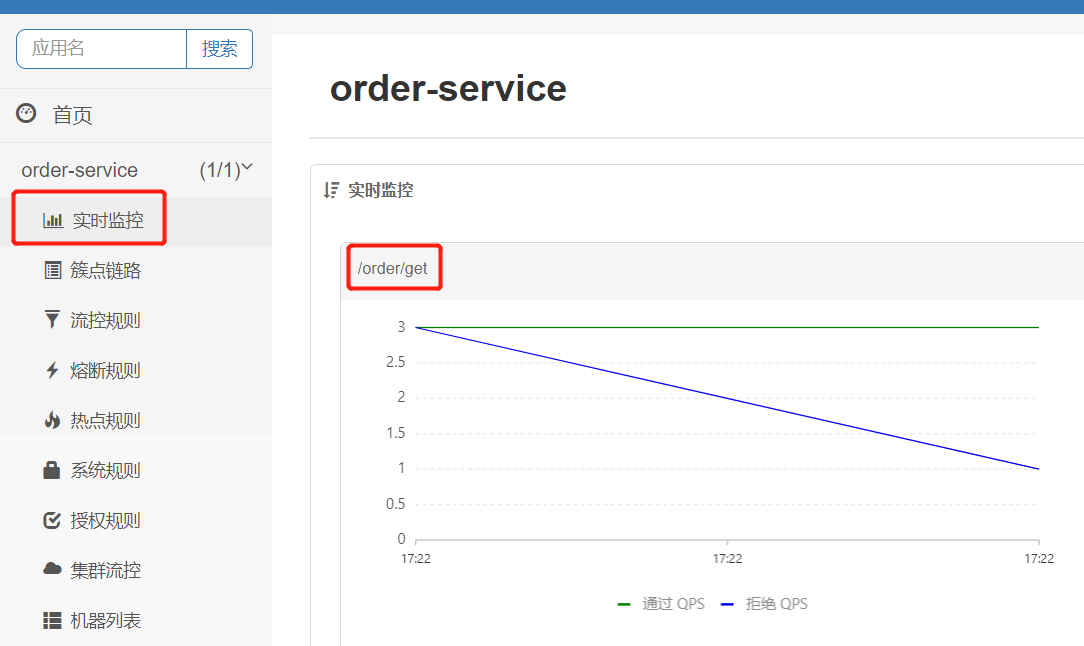 应用名 搜索
首页
order-service (1/1)
实时监控
簇点链路
流控规则
熔断规则
热点规则
系统规则
授权规则
集群流控
机器列表
order-service
实时监控
/order/get
3
2.5
2
1.5
1
0.5
0
17:22 17:22 17:22
通过 QPS 拒绝 QPS